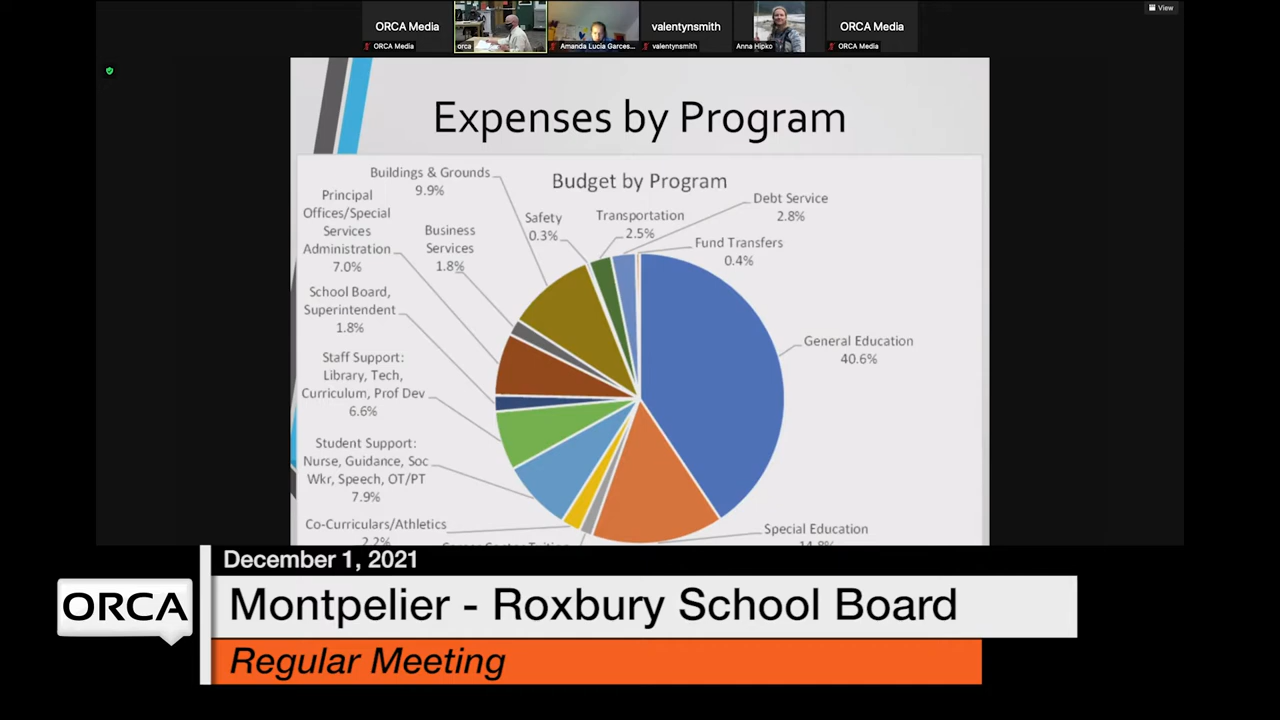 View
ORCA Media
ORCA Media
orca
Amanda Lucia Garces...
valentynsmith
valentynsmith
Anna Hipko
ORCA Media
ORCA Media
Expenses by Program
Budget by Program
Buildings & Grounds
9.9%
Principal
Offices/Special
Services
Administration
7.0%
Business
Services
1.8%
Safety
0.3%
Transportation
2.5%
Debt Service
2.8%
Fund Transfers
0.4%
School Board,
Superintendent
1.8%
General Education
40.6%
Staff Support:
Library, Tech,
Curriculum, Prof Dev
6.6%
Student Support:
Nurse, Guidance, Soc
Wkr, Speech, OT/PT
7.9%
Co-Curriculars/Athletics
2.2%
Special Education
14.8%
December 1, 2021
ORCA
Montpelier - Roxbury School Board
Regular Meeting